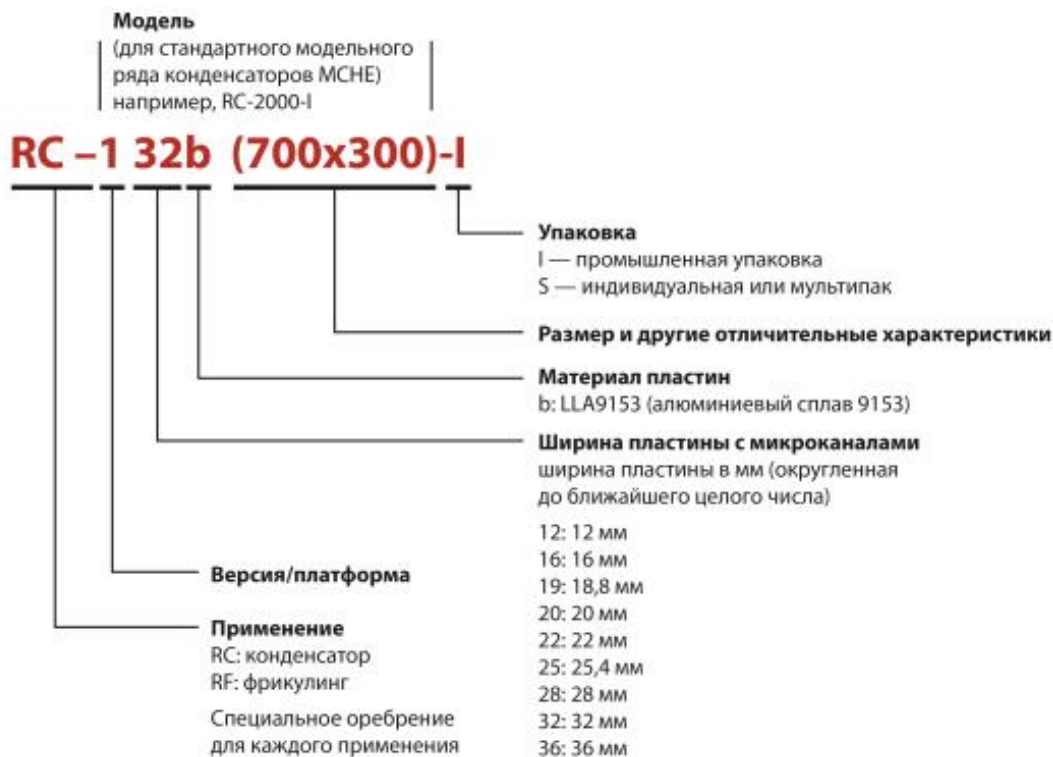 Модель
(для стандартного модельного
ряда конденсаторов MCHE)
например, RC-2000-I
RC –1 32b (700x300)-I
Упаковка
I — промышленная упаковка
S — индивидуальная или мультипак
Размер и другие отличительные характеристики
Материал пластин
b: LLA9153 (алюминиевый сплав 9153)
Ширина пластины с микроканалами
ширина пластины в мм (округленная
до ближайшего целого числа)
12: 12 мм
16: 16 мм
19: 18,8 мм
20: 20 мм
22: 22 мм
25: 25,4 мм
28: 28 мм
32: 32 мм
36: 36 мм
Версия/платформа
Применение
RC: конденсатор
RF: фрикулинг
Специальное оребрение
для каждого применения